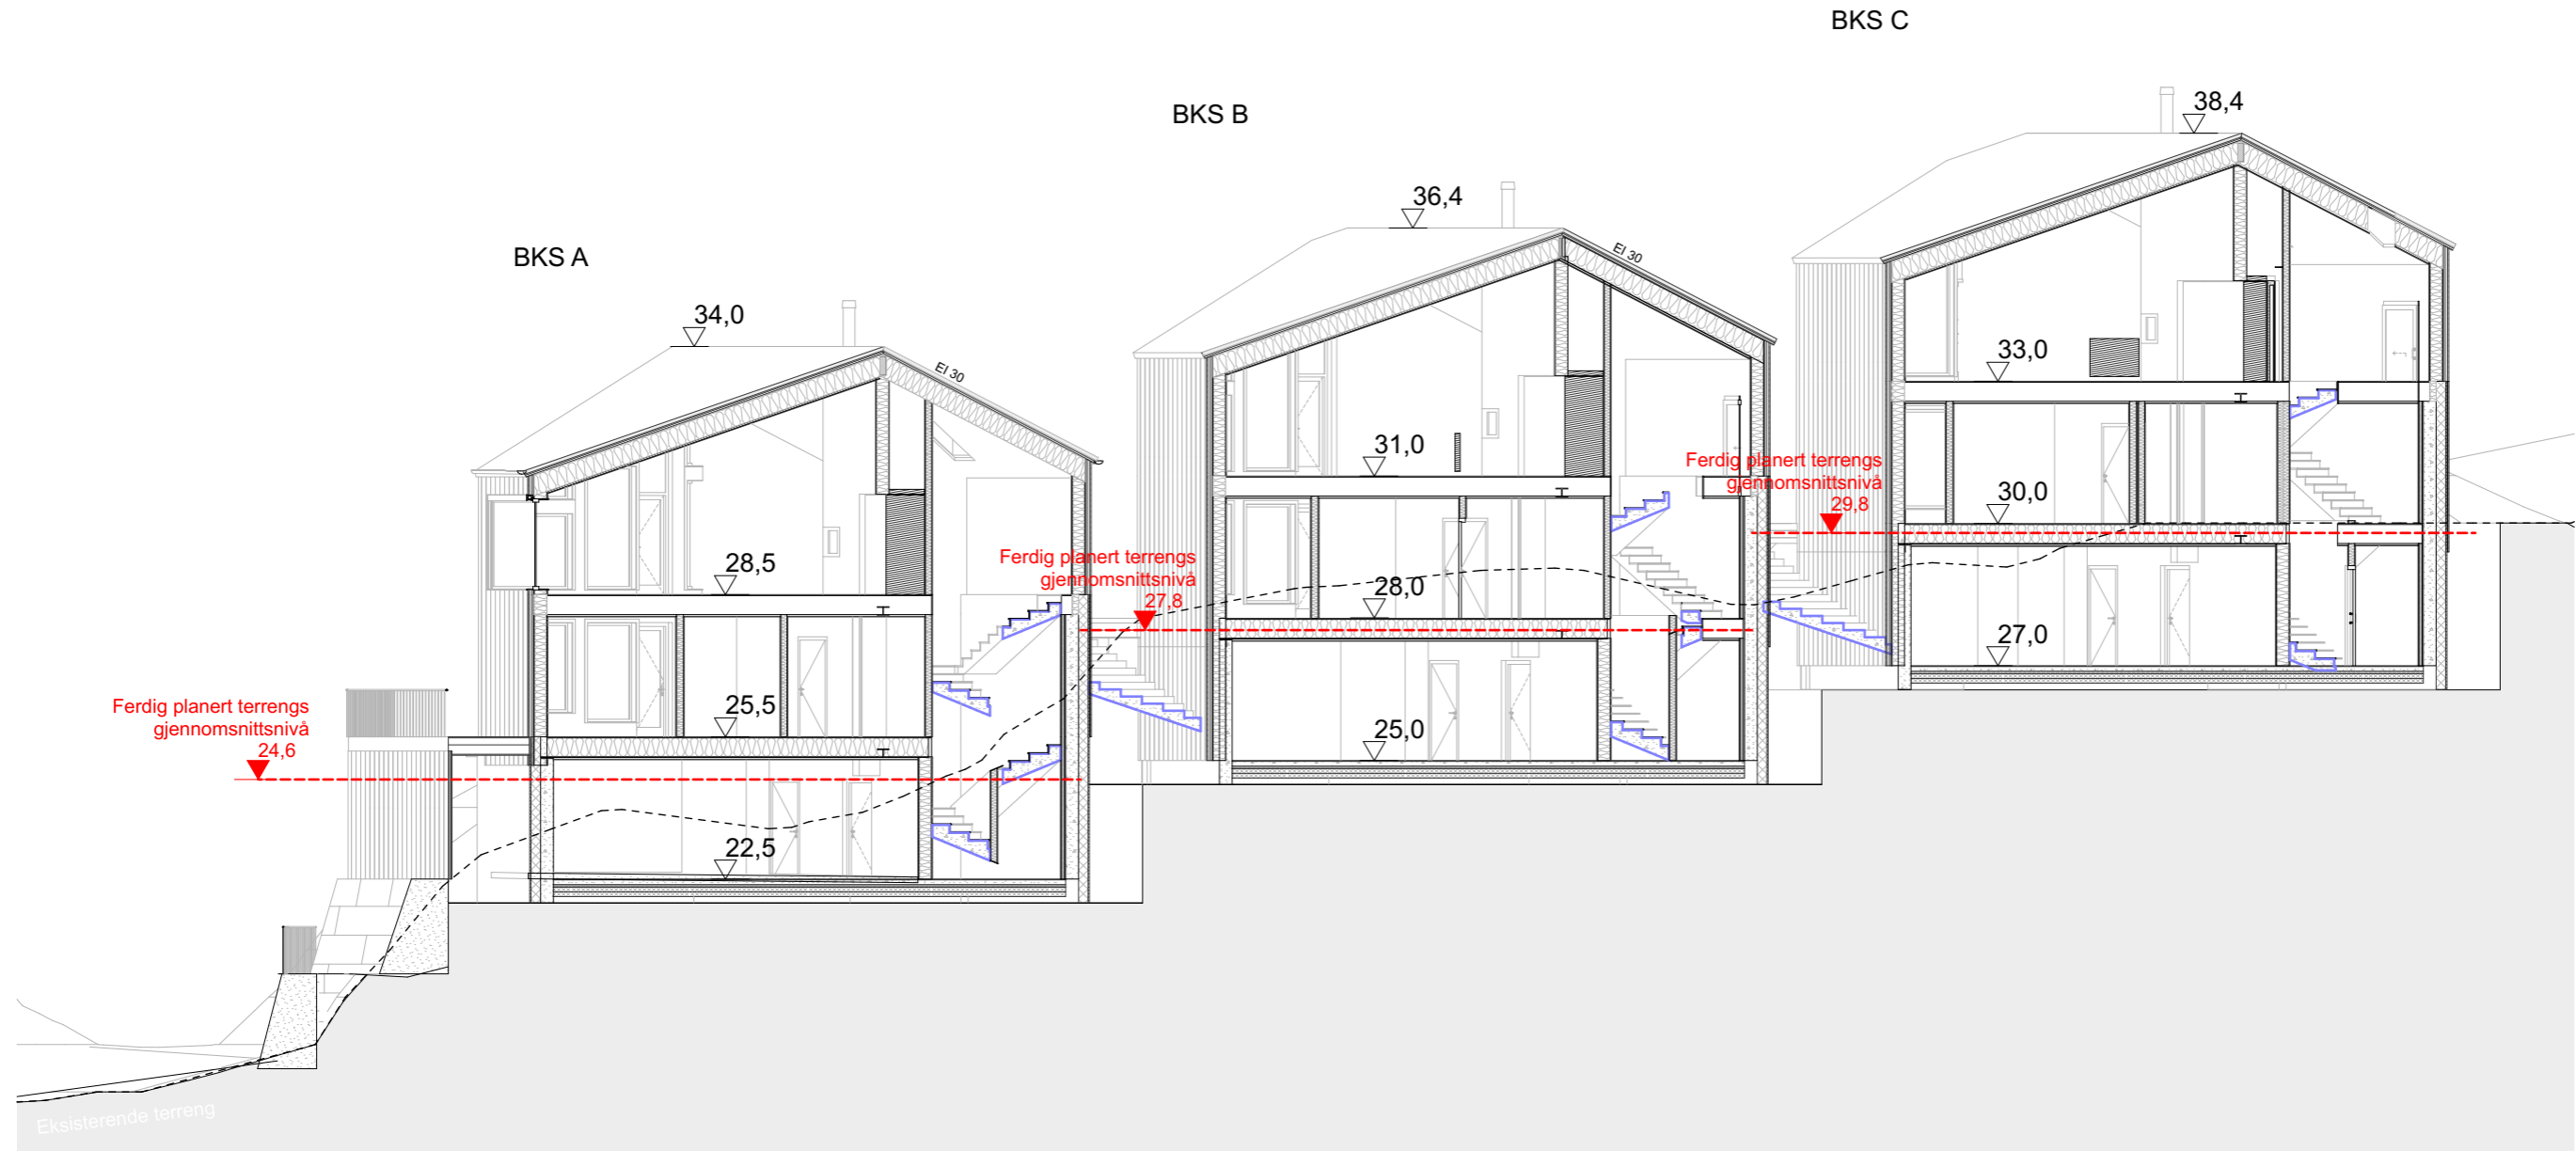 BKS C
38,4
BKS B
36,4
EI 30
BKS A
34,0
EI 30
33,0
31,0
Ferdig planert terrengs
gjennomsnittsnivå
29,8
30,0
28,5
Ferdig planert terrengs
gjennomsnittsnivå
27,8
28,0
27,0
25,5
Ferdig planert terrengs
gjennomsnittsnivå
24,6
25,0
22,5
Eksisterende terreng